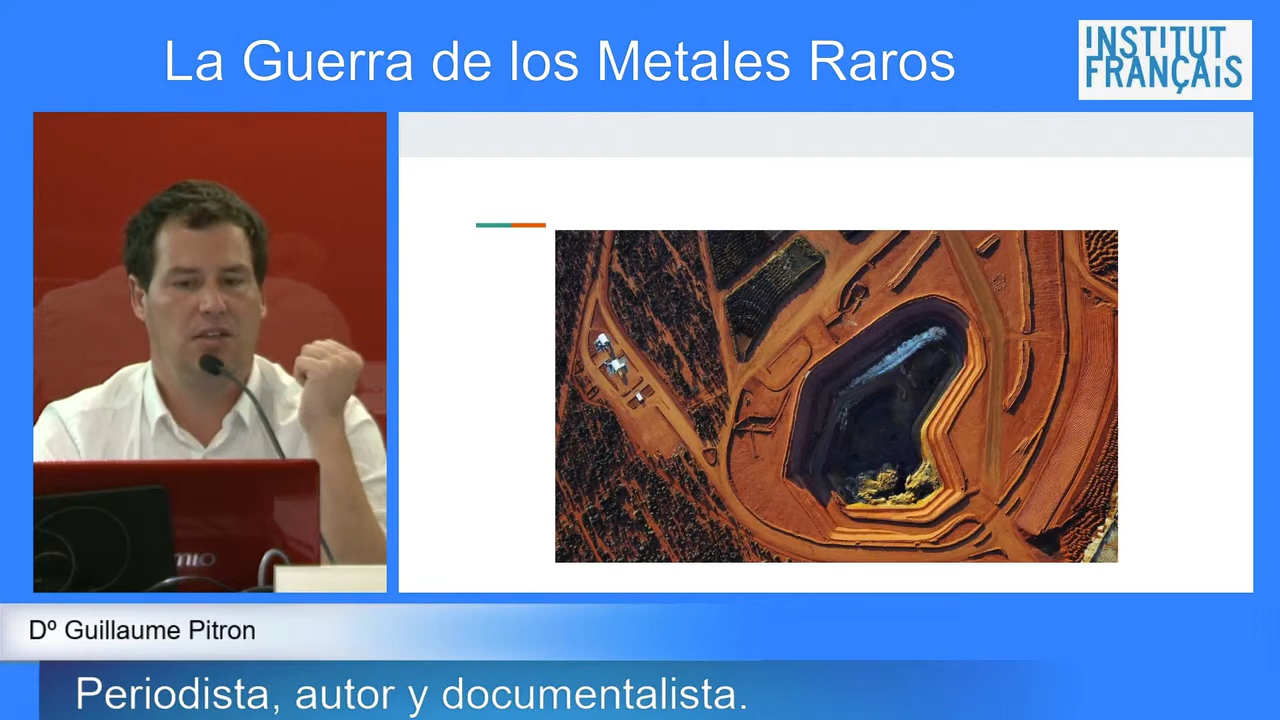 La Guerra de los Metales Raros
INSTITUT
FRANÇAIS
Dº Guillaume Pitron
Periodista, autor y documentalista.